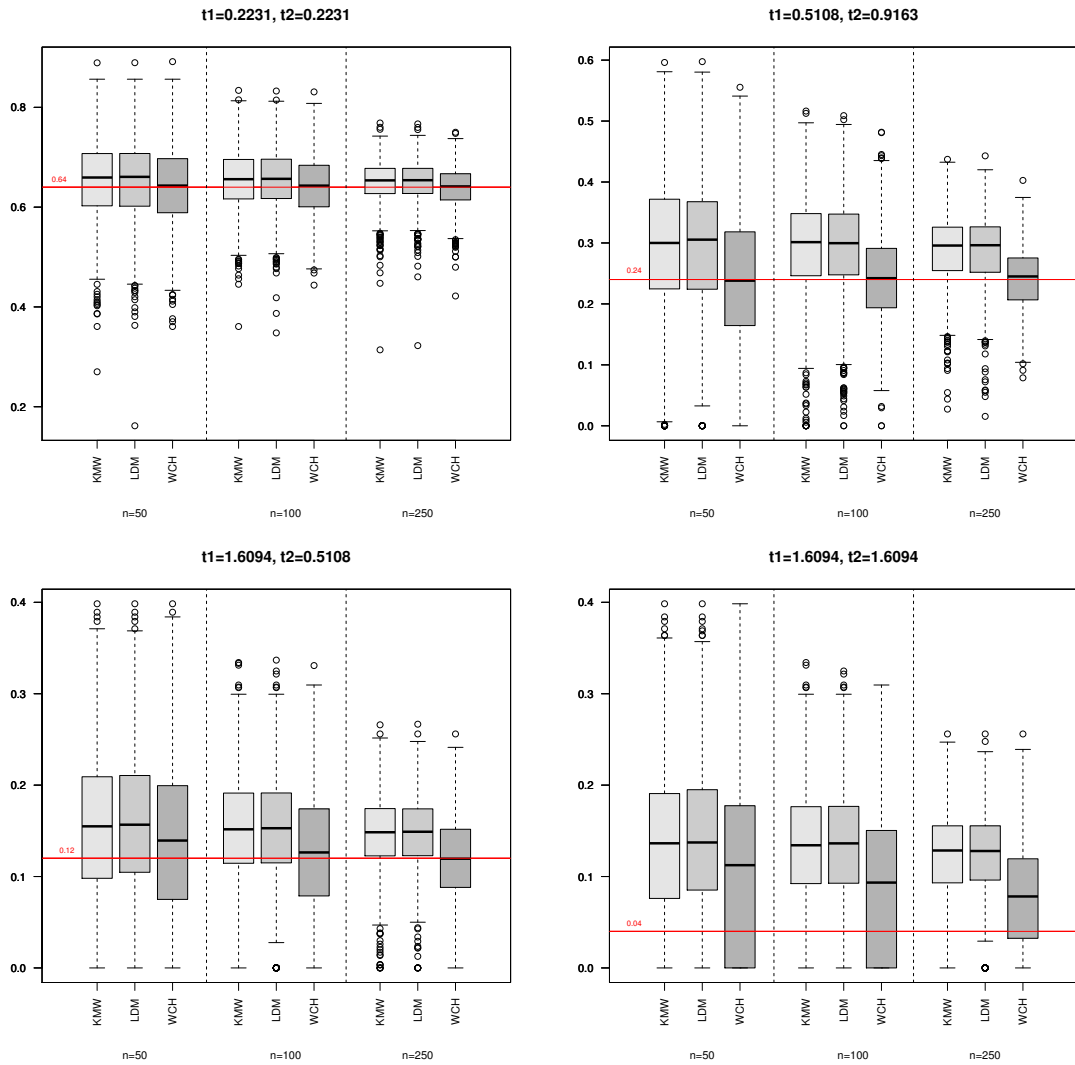 t1=0.2231, t2=0.2231
0.8
0.6
0.4
0.2
0.64
KMW
LDM
WCH
KMW
LDM
WCH
KMW
LDM
WCH
n=50
n=100
n=250
t1=0.5108, t2=0.9163
0.6
0.5
0.4
0.3
0.2
0.1
0.0
0.24
KMW
LDM
WCH
KMW
LDM
WCH
KMW
LDM
WCH
n=50
n=100
n=250
t1=1.6094, t2=0.5108
0.4
0.3
0.2
0.1
0.0
0.12
KMW
LDM
WCH
KMW
LDM
WCH
KMW
LDM
WCH
n=50
n=100
n=250
t1=1.6094, t2=1.6094
0.4
0.3
0.2
0.1
0.0
0.04
KMW
LDM
WCH
KMW
LDM
WCH
KMW
LDM
WCH
n=50
n=100
n=250